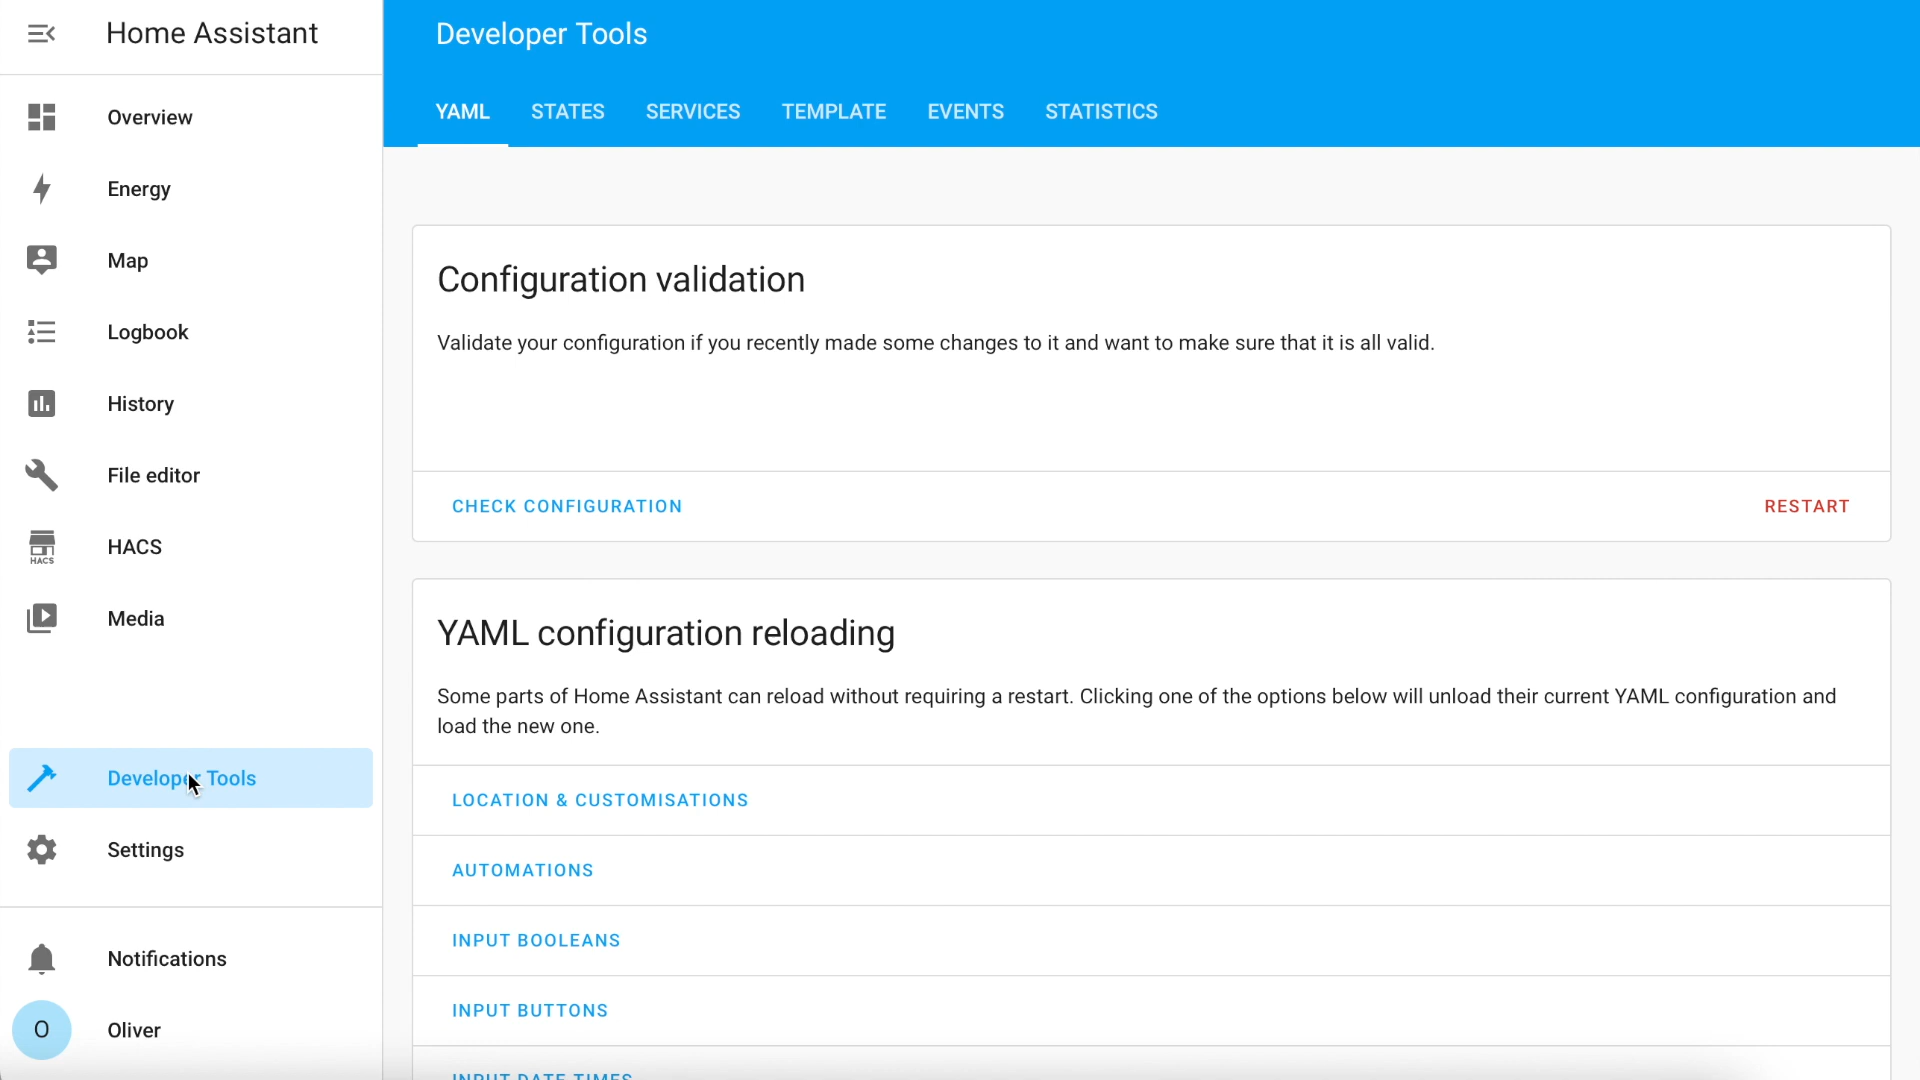 Home Assistant
Overview
Energy
Map
Logbook
History
File editor
HACS
HACS
Media
Developer Tools
Settings
Notifications
O
Oliver
Developer Tools
YAML
STATES
SERVICES
TEMPLATE
EVENTS
STATISTICS
Configuration validation
Validate your configuration if you recently made some changes to it and want to make sure that it is all valid.
CHECK CONFIGURATION
RESTART
YAML configuration reloading
Some parts of Home Assistant can reload without requiring a restart. Clicking one of the options below will unload their current YAML configuration and
load the new one.
LOCATION & CUSTOMISATIONS
AUTOMATIONS
INPUT BOOLEANS
INPUT BUTTONS
INPUT DATE TIMES